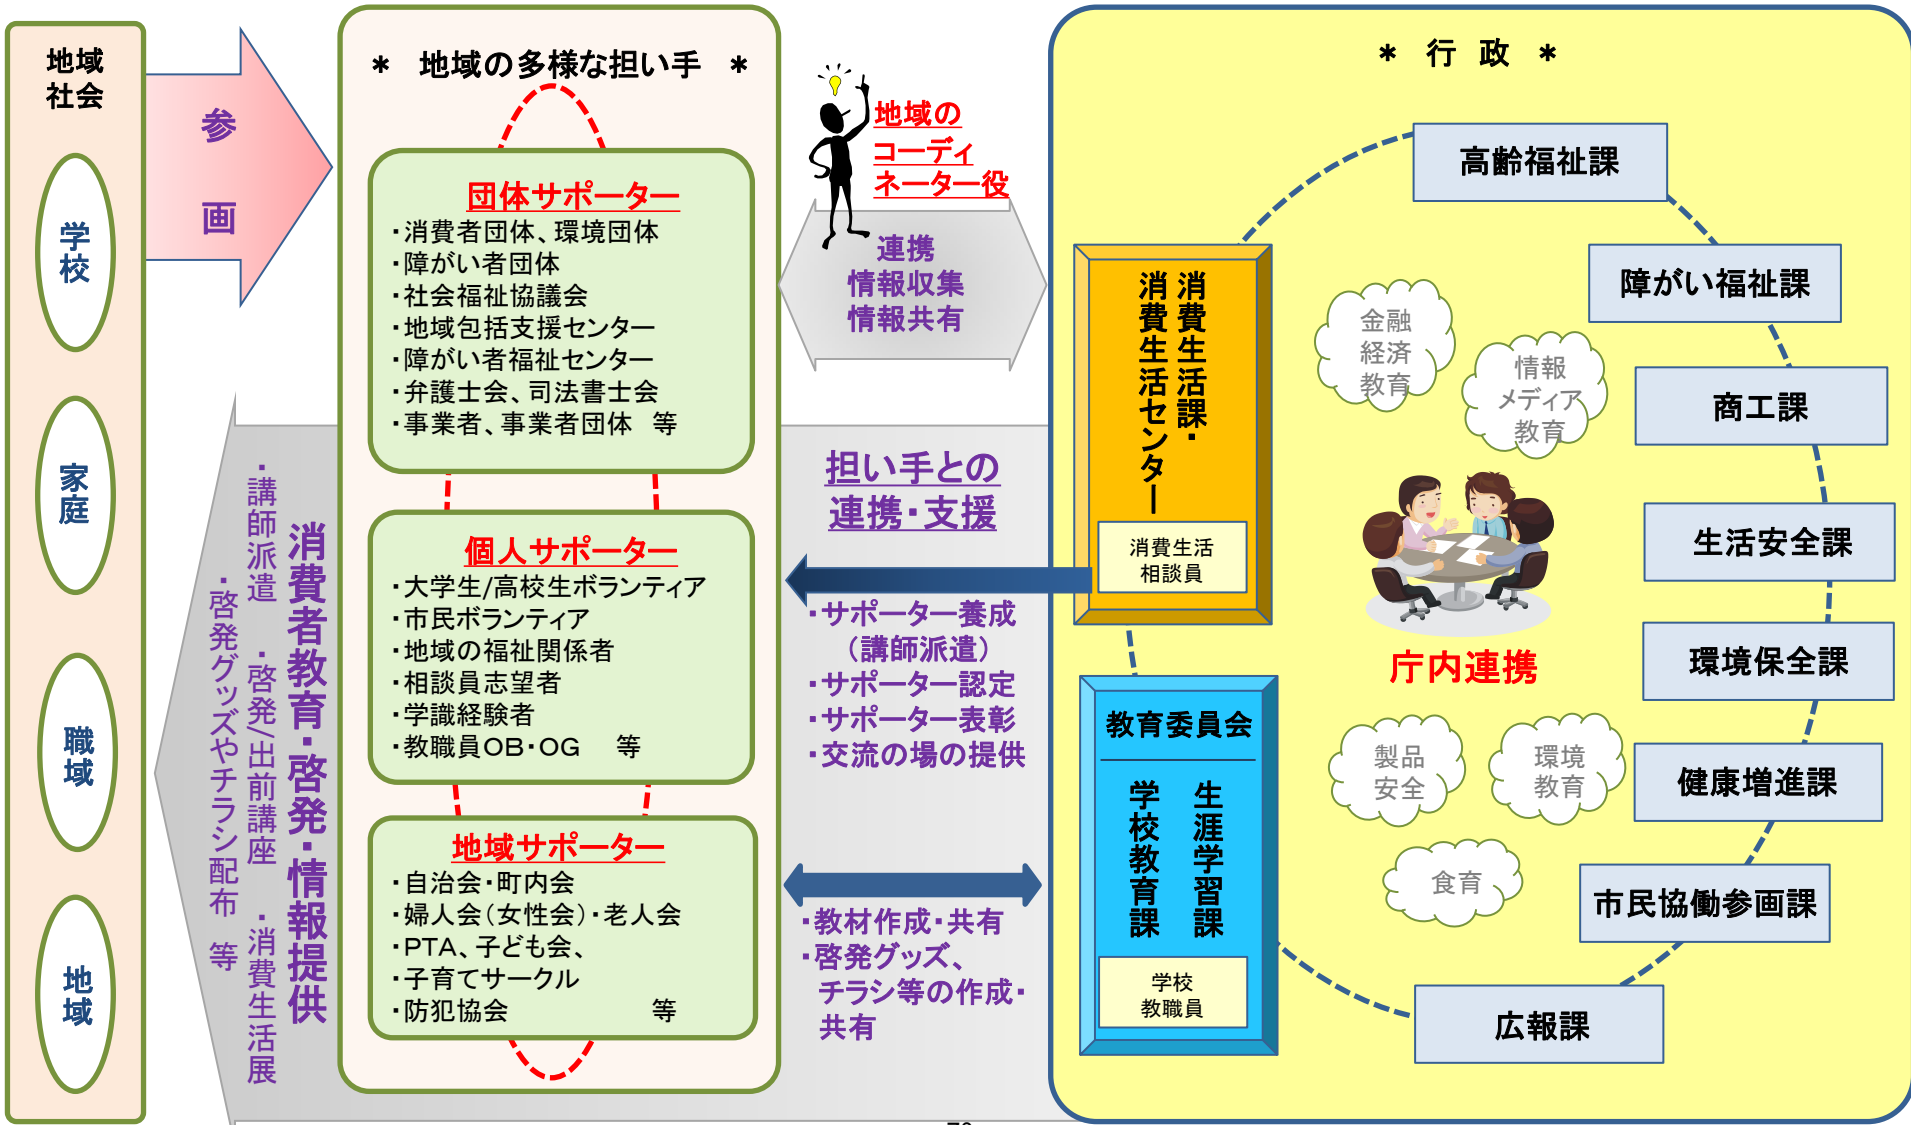 地域
社会
学校
家庭
職域
地域
参
画
消費者教育・啓発・情報提供
・講師派遣　・啓発/出前講座　・消費生活展
・啓発グッズやチラシ配布　等
＊　地域の多様な担い手　＊
団体サポーター
・消費者団体、環境団体
・障がい者団体
・社会福祉協議会
・地域包括支援センター
・障がい者福祉センター
・弁護士会、司法書士会
・事業者、事業者団体　等
個人サポーター
・大学生/高校生ボランティア
・市民ボランティア
・地域の福祉関係者
・相談員志望者
・学識経験者
・教職員OB・OG　等
地域サポーター
・自治会・町内会
・婦人会（女性会）・老人会
・PTA、子ども会、
・子育てサークル
・防犯協会　等
地域の
コーディ
ネーター役
連携
情報収集
情報共有
担い手との
連携・支援
・サポーター養成
（講師派遣）
・サポーター認定
・サポーター表彰
・交流の場の提供
・教材作成・共有
・啓発グッズ、
チラシ等の作成・
共有
＊　行　政　＊
消費生活課・
消費生活センター
消費生活
相談員
教育委員会
生涯学習課
学校教育課
学校
教職員
高齢福祉課
障がい福祉課
商工課
生活安全課
環境保全課
健康増進課
市民協働参画課
広報課
金融
経済
教育
情報
メディア
教育
庁内連携
製品
安全
環境
教育
食育